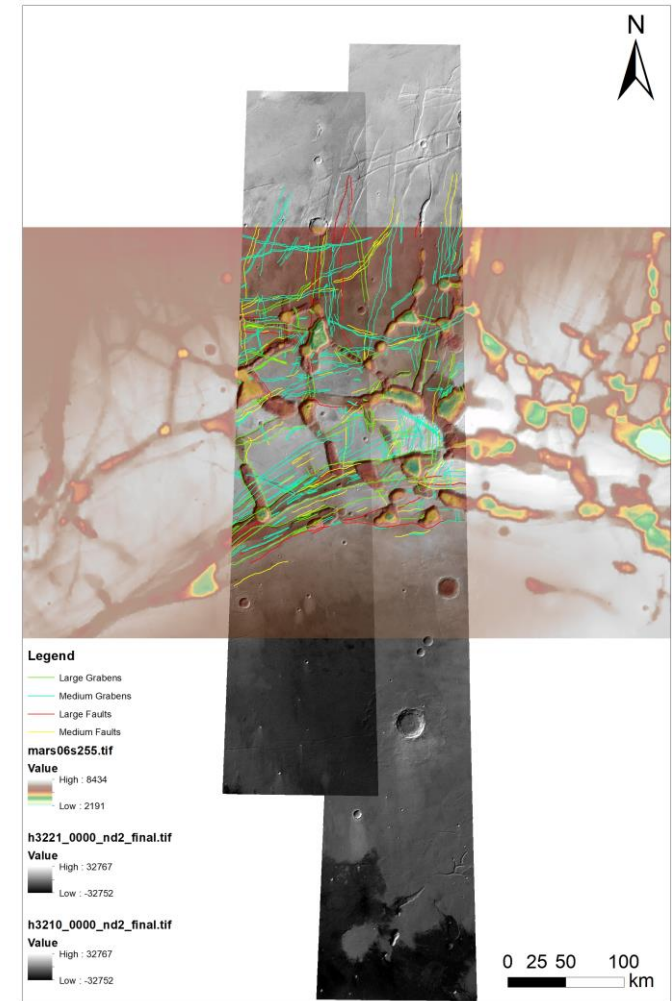 N
Legend
Large Grabens
Medium Grabens
Large Faults
Medium Faults
mars06s255.tif
Value
High : 8434
Low : 2191
h3221_0000_nd2_final.tif
Value
High : 32767
Low : -32752
h3210_0000_nd2_final.tif
Value
High : 32767
Low : -32752
0 25 50 100
km